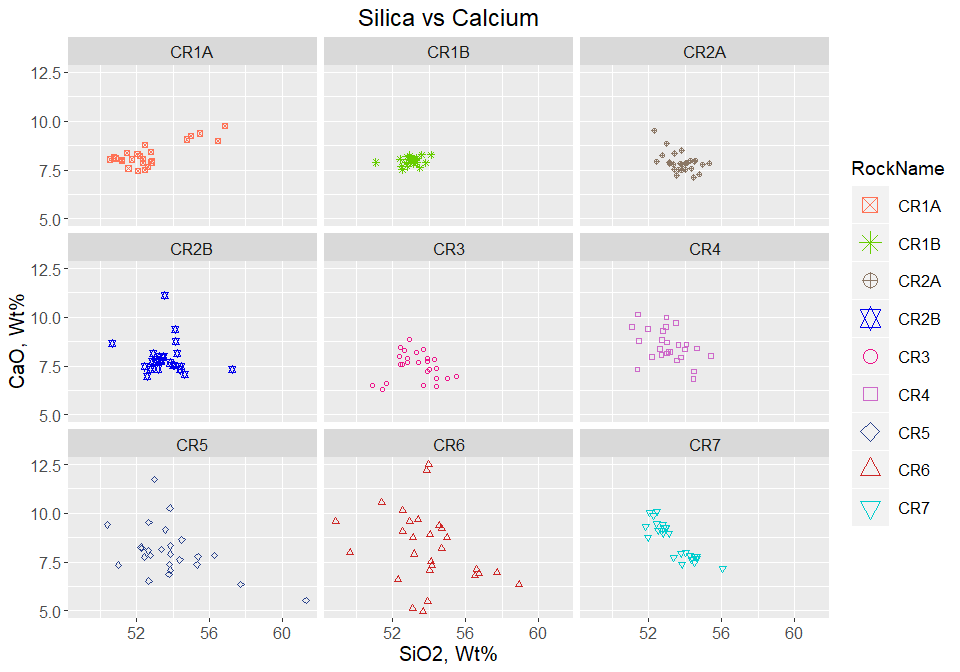 Silica vs Calcium
CR1A CR1B CR2A
12.5
10.0
7.5
5.0
CR2B CR3 CR4
12.5
10.0
7.5
5.0
CR5 CR6 CR7
12.5
10.0
7.5
5.0
52 56 60 52 56 60 52 56 60
SiO2, Wt%
CaO, Wt%
RockName
CR1A
CR1B
CR2A
CR2B
CR3
CR4
CR5
CR6
CR7